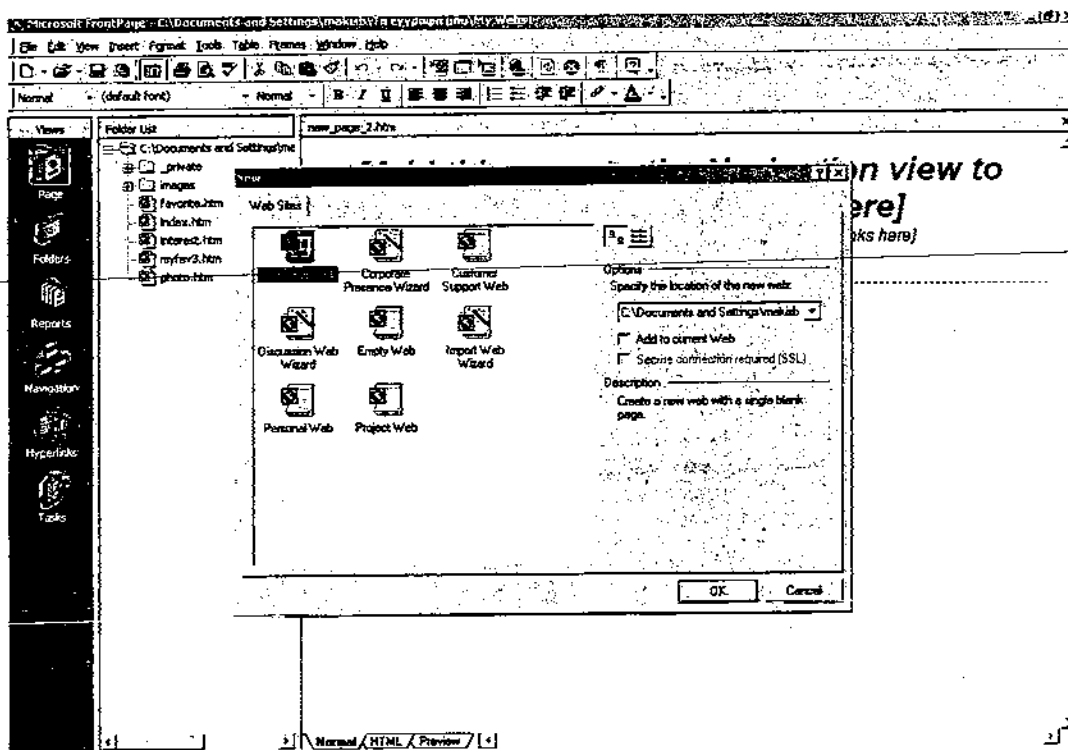 Microsoft FrontPage - C:\Documents and Settings\makisb\
File Edit View Insert Format Tools Table Frames Window Help
Normal (default font) Normal B I U A
Views
Folder List
new_page_2.htm
C:\Documents and Settings\me
_private
images
favorite.htm
index.htm
interest.htm
myfav3.htm
photo.htm
Page
Folders
Reports
Navigation
Hyperlinks
Tasks
on view to
ere]
ks here]
New
Web Sites
Corporate
Presence Wizard
Customer
Support Web
Discussion Web
Wizard
Empty Web
Import Web
Wizard
Personal Web
Project Web
Options
Specify the location of the new web:
C:\Documents and Settings\makisb
Add to current Web
Secure connection required (SSL)
Description
Create a new web with a single blank
page.
OK
Cancel
Normal HTML Preview